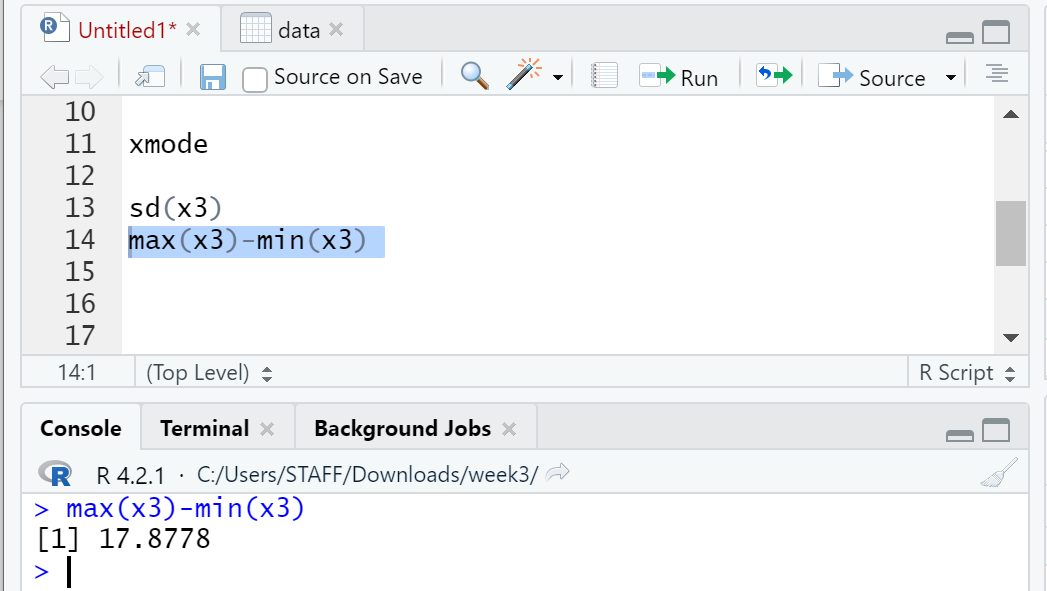 Untitled1* data
Source on Save Run Source
10
11 xmode
12
13 sd(x3)
14 max(x3)-min(x3)
15
16
17
14:1 (Top Level) R Script
Console Terminal Background Jobs
R R 4.2.1 · C:/Users/STAFF/Downloads/week3/
> max(x3)-min(x3)
[1] 17.8778
>